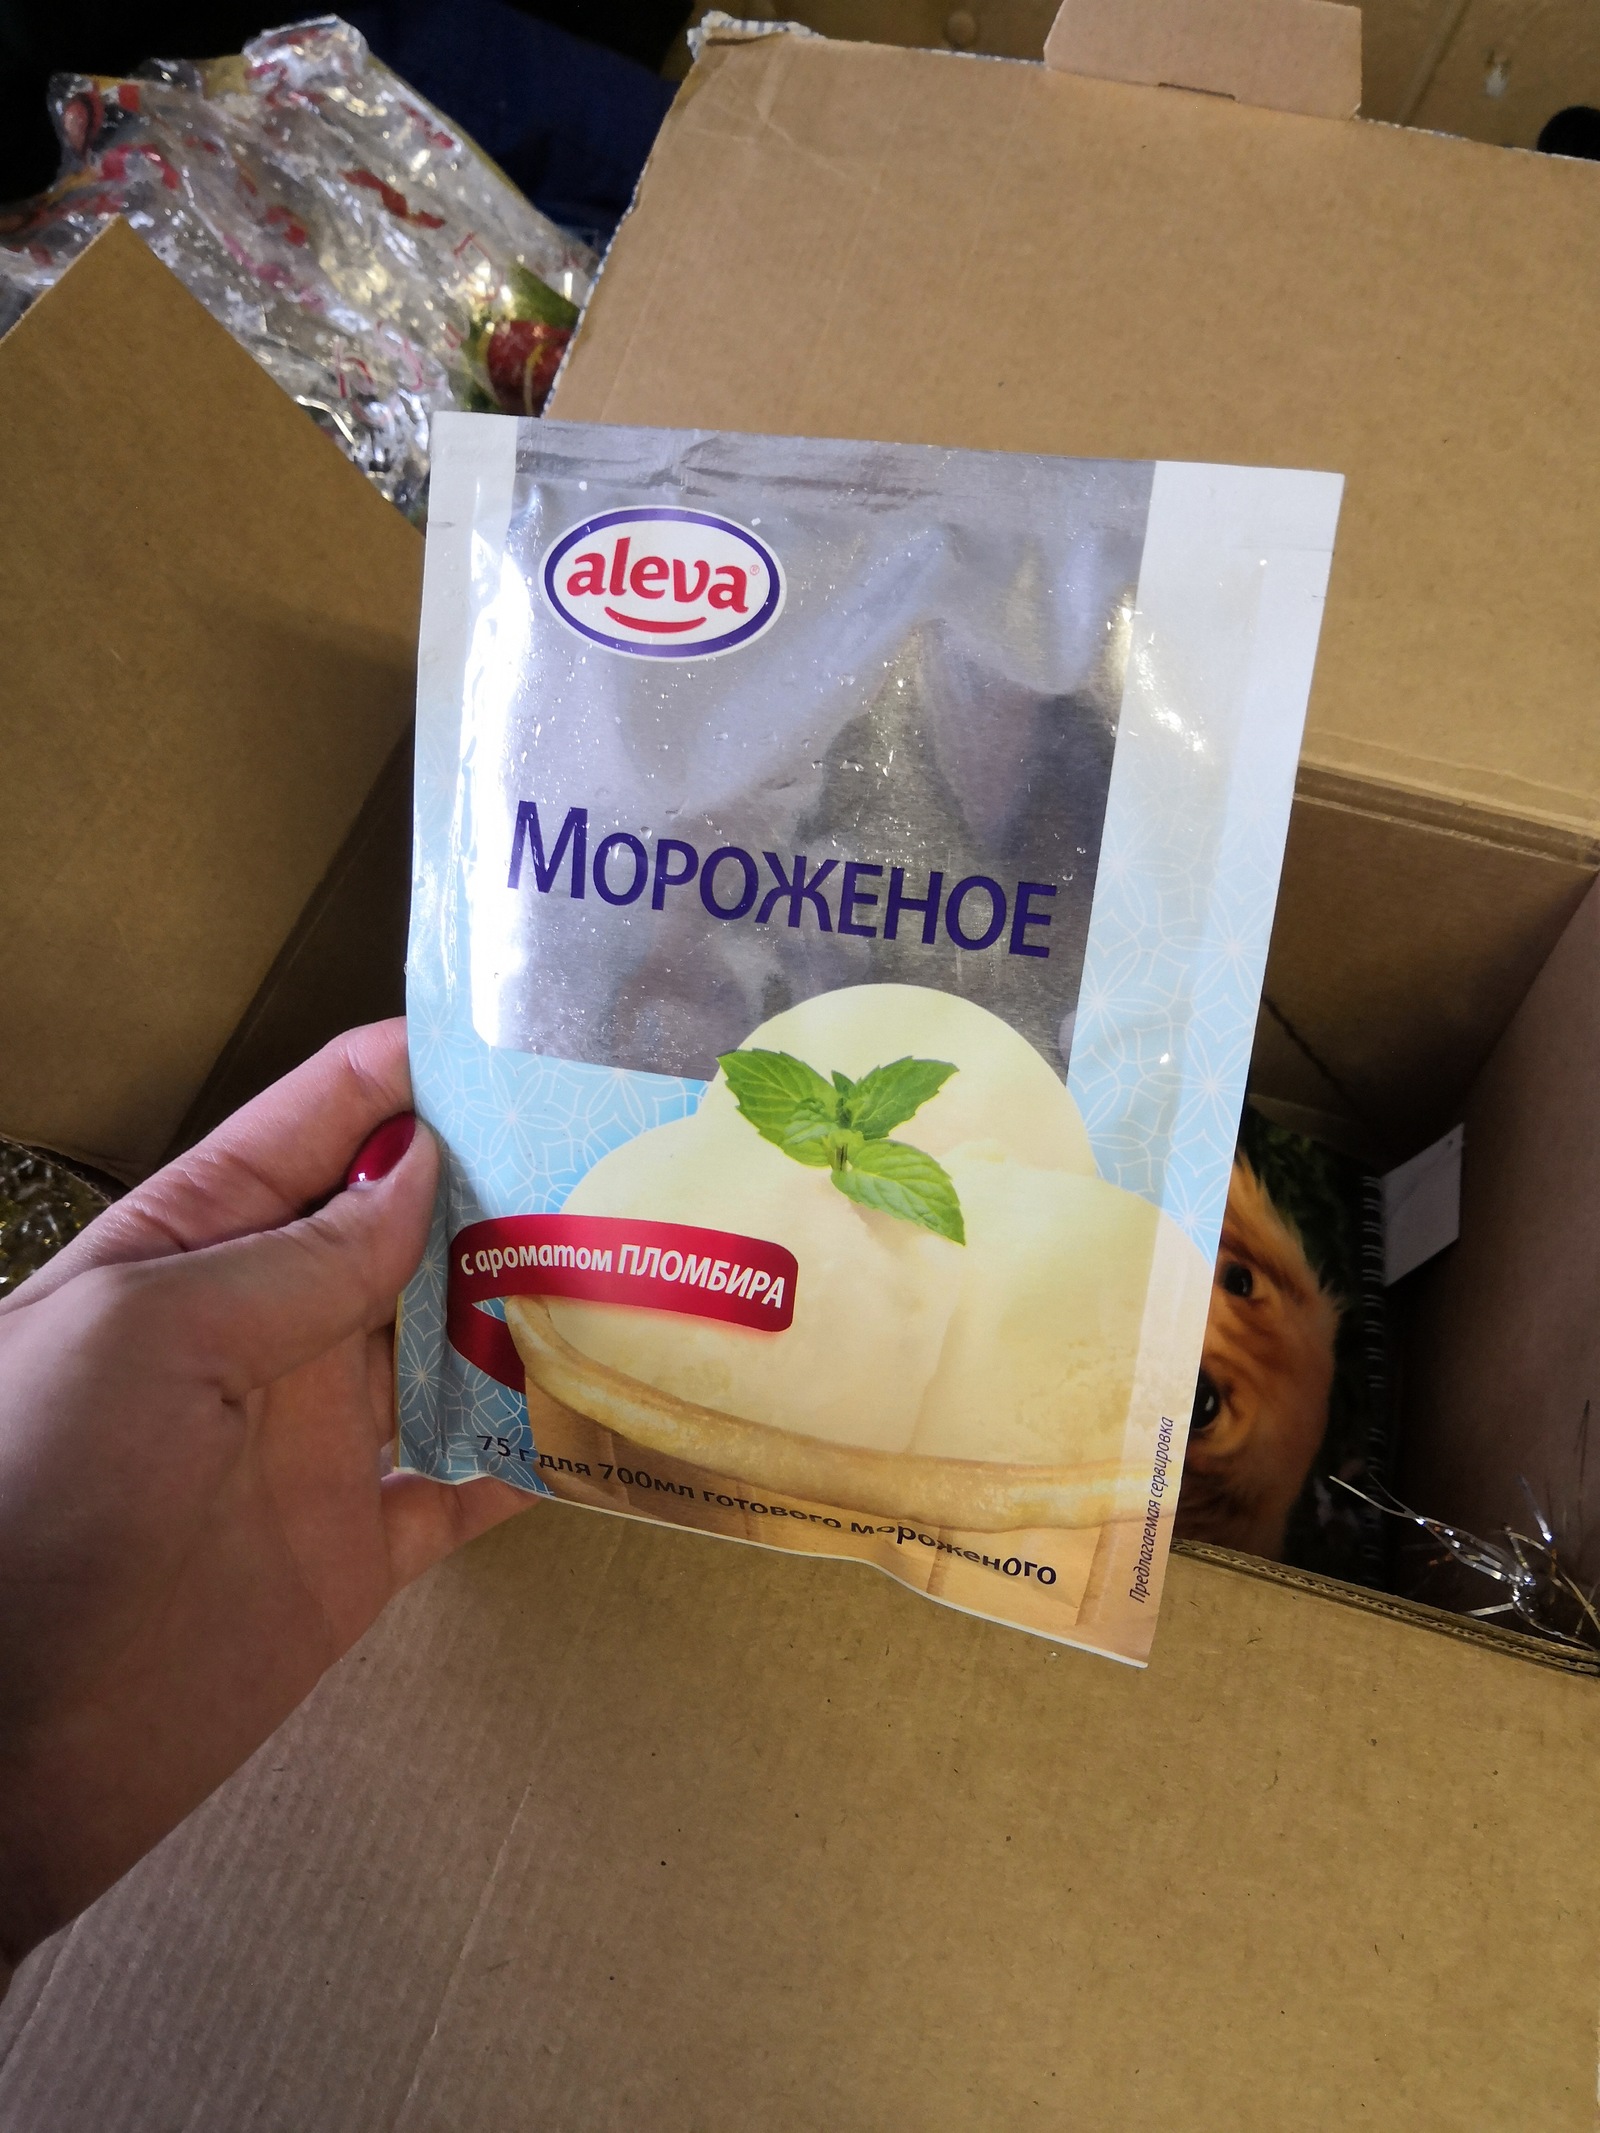 aleva®
МОРОЖЕНОЕ
с ароматом ПЛОМБИРА
75 г для 700мл готового мороженого
Предлагаемая сервировка